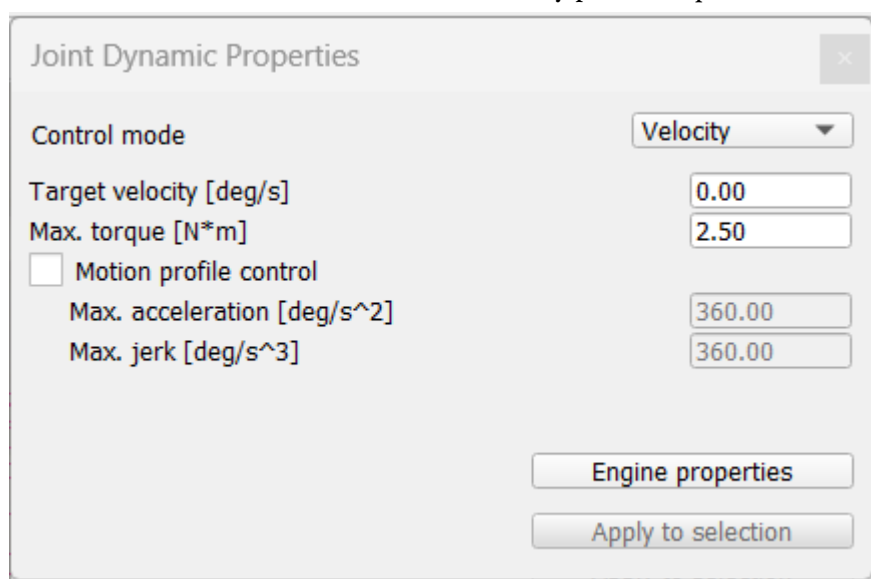 Joint Dynamic Properties
Control mode Velocity
Target velocity [deg/s] 0.00
Max. torque [N*m] 2.50
Motion profile control
Max. acceleration [deg/s^2] 360.00
Max. jerk [deg/s^3] 360.00
Engine properties
Apply to selection